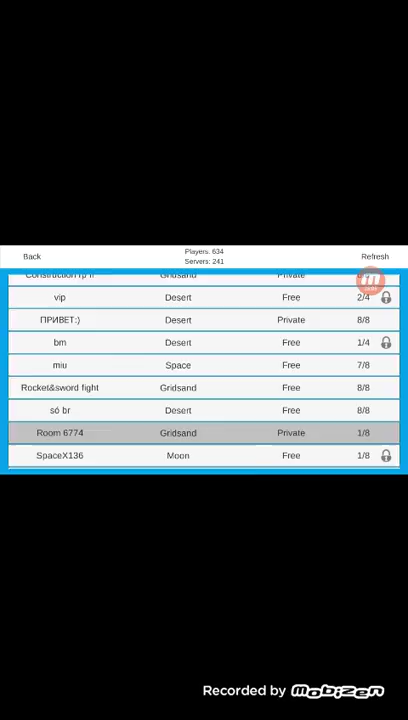 Players. 634
Back Refresh
Servers: 241
Gridsand Private
vip Desert Free 2/4
ПРИВЕТ:) Desert Private 8/8
bm Desert Free 1/4
miu Space Free 7/8
Rocket&sword fight Gridsand Free 8/8
só br Desert Free 8/8
Room 6774 Gridsand Private 1/8
SpaceX136 Moon Free 1/8
Recorded by mobizen